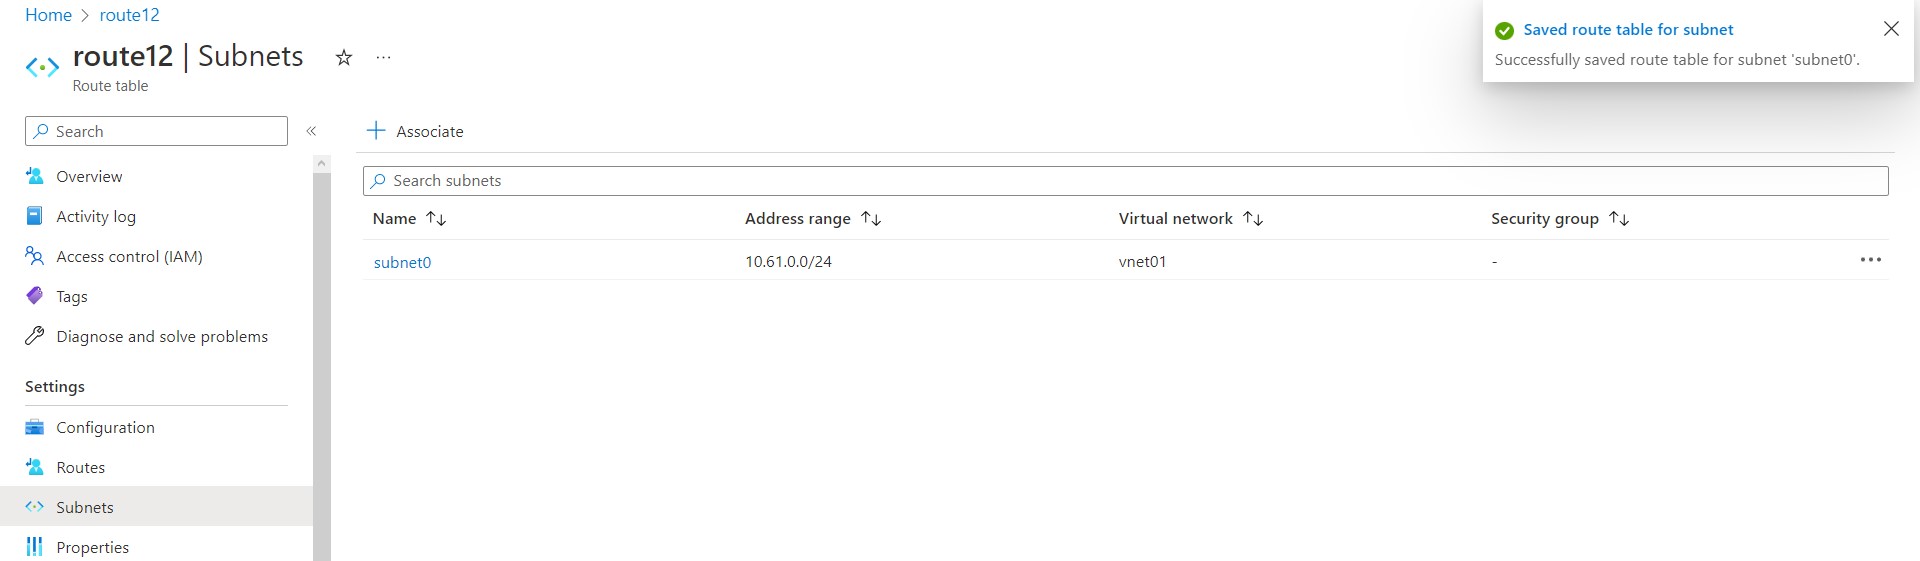 Home > route12
route12 | Subnets
Route table
Saved route table for subnet
Successfully saved route table for subnet 'subnet0'.
Search
Overview
Activity log
Access control (IAM)
Tags
Diagnose and solve problems
Settings
Configuration
Routes
Subnets
Properties
Associate
Search subnets
Name Address range Virtual network Security group
subnet0 10.61.0.0/24 vnet01 -